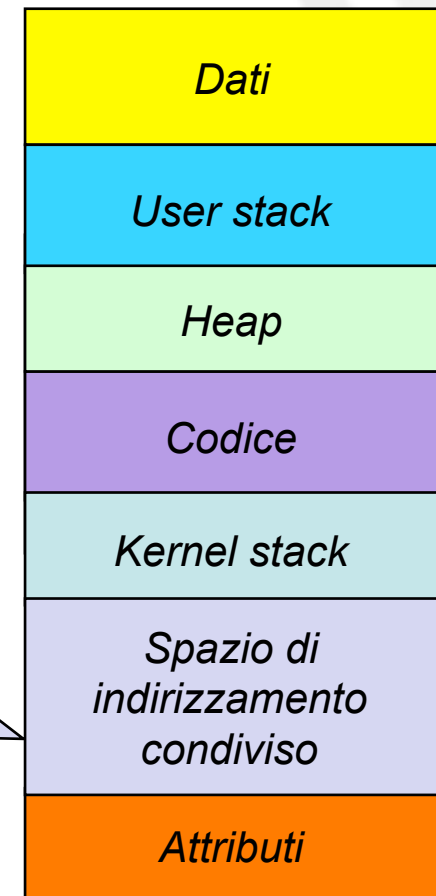 Dati
User stack
Heap
Codice
Kernel stack
Spazio di
indirizzamento
condiviso
Attributi